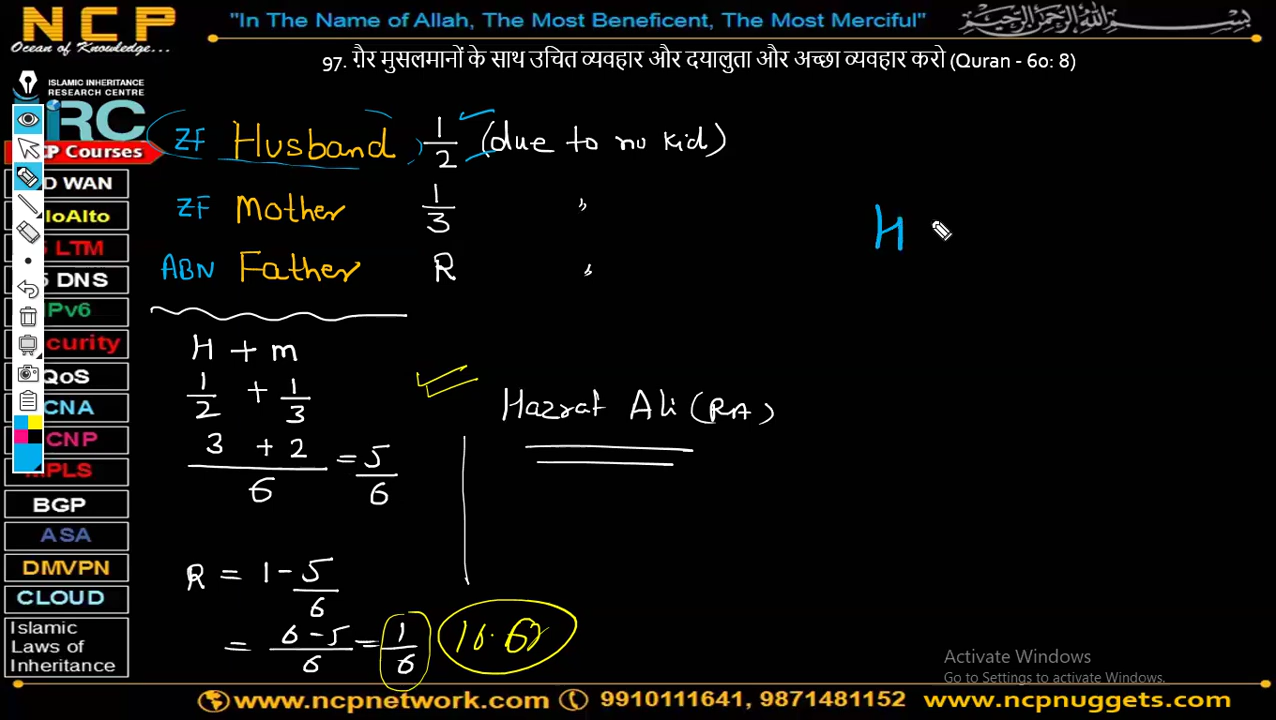 NCP
Ocean of Knowledge...
"In The Name of Allah, The Most Beneficent, The Most Merciful"
97. ग़ैर मुसलमानों के साथ उचित व्यवहार और दयालुता और अच्छा व्यवहार करो (Quran - 60: 8)
ISLAMIC INHERITANCE
RESEARCH CENTRE
IRC
P Courses
D WAN
loAlto
5 LTM
5 DNS
IPv6
ecurity
QoS
CNA
CNP
MPLS
BGP
ASA
DMVPN
CLOUD
Islamic
Laws of
Inheritance
ZF Husband 1/2 (due to no kid)
ZF Mother 1/3 "
ABN Father R "
H
H + m
1/2 + 1/3
3 + 2 / 6 = 5/6
Hazrat Ali (RA)
R = 1 - 5/6
= 6 - 5 / 6 = 1/6
Activate Windows
Go to Settings to activate Windows.
www.ncpnetwork.com 9910111641, 9871481152 www.ncpnuggets.com